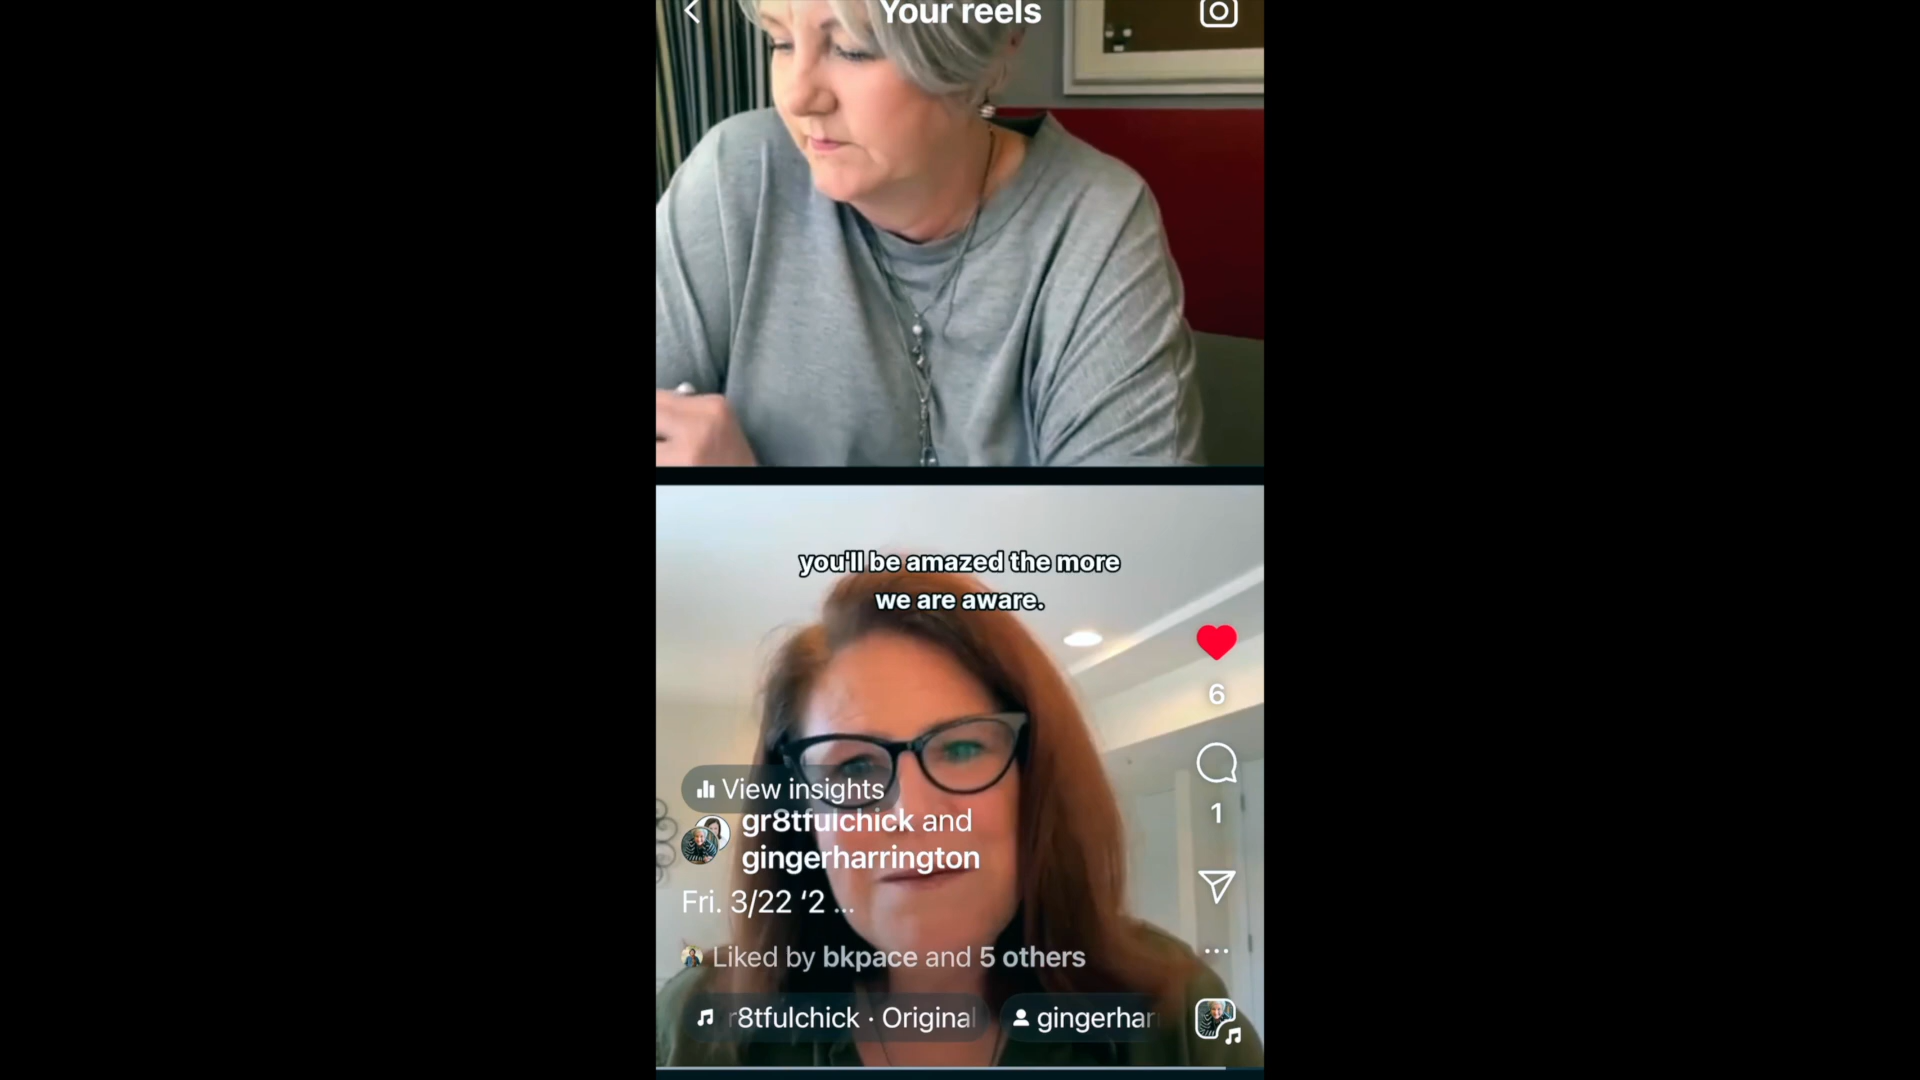 Your reels
you'll be amazed the more
we are aware.
6
View insights
1
gr8tfulchick and
gingerharrington
Fri. 3/22 ‘2 ...
Liked by bkpace and 5 others
r8tfulchick · Original
gingerhar